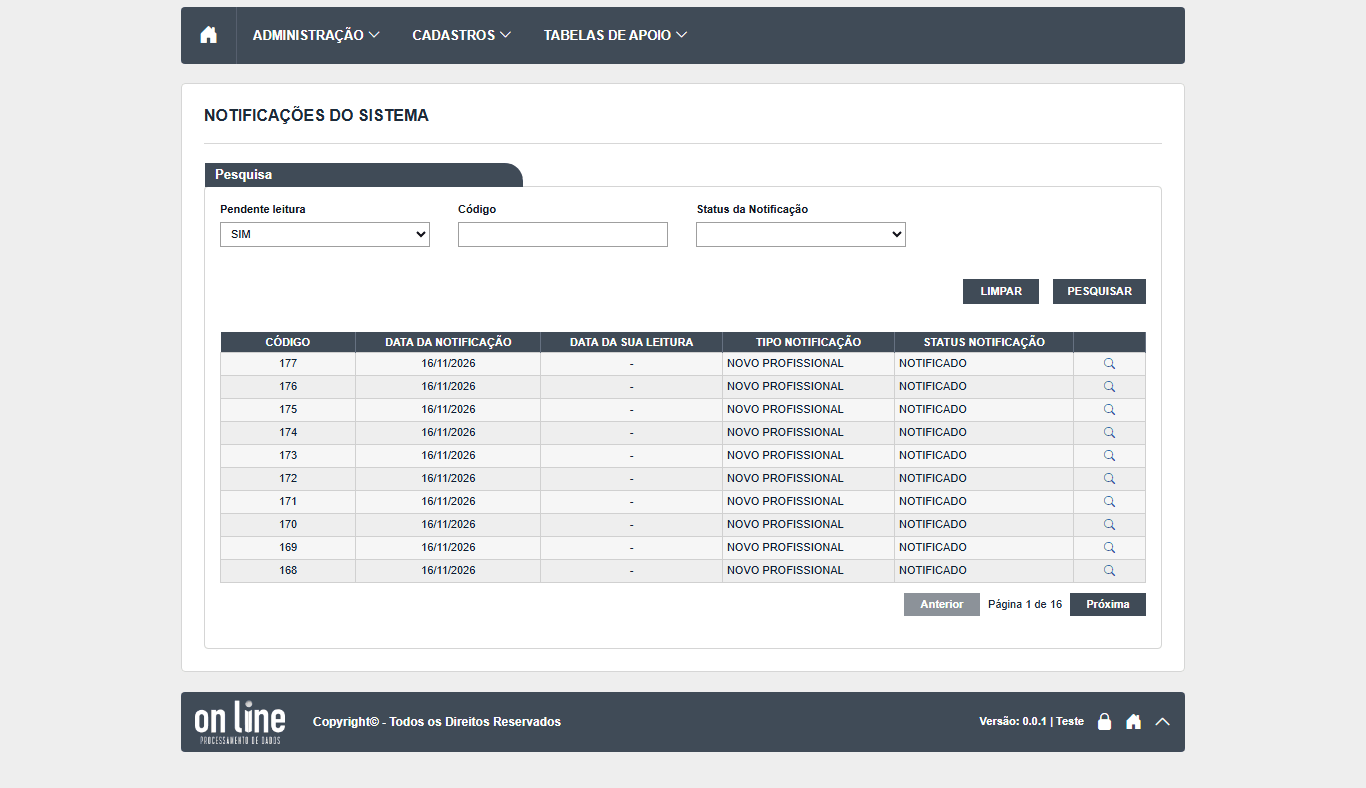 ADMINISTRAÇÃO CADASTROS TABELAS DE APOIO
NOTIFICAÇÕES DO SISTEMA
Pesquisa
Pendente leitura Código Status da Notificação
SIM
LIMPAR PESQUISAR
CÓDIGO DATA DA NOTIFICAÇÃO DATA DA SUA LEITURA TIPO NOTIFICAÇÃO STATUS NOTIFICAÇÃO
177 16/11/2026 - NOVO PROFISSIONAL NOTIFICADO
176 16/11/2026 - NOVO PROFISSIONAL NOTIFICADO
175 16/11/2026 - NOVO PROFISSIONAL NOTIFICADO
174 16/11/2026 - NOVO PROFISSIONAL NOTIFICADO
173 16/11/2026 - NOVO PROFISSIONAL NOTIFICADO
172 16/11/2026 - NOVO PROFISSIONAL NOTIFICADO
171 16/11/2026 - NOVO PROFISSIONAL NOTIFICADO
170 16/11/2026 - NOVO PROFISSIONAL NOTIFICADO
169 16/11/2026 - NOVO PROFISSIONAL NOTIFICADO
168 16/11/2026 - NOVO PROFISSIONAL NOTIFICADO
Anterior Página 1 de 16 Próxima
on line
PROCESSAMENTO DE DADOS
Copyright© - Todos os Direitos Reservados
Versão: 0.0.1 | Teste